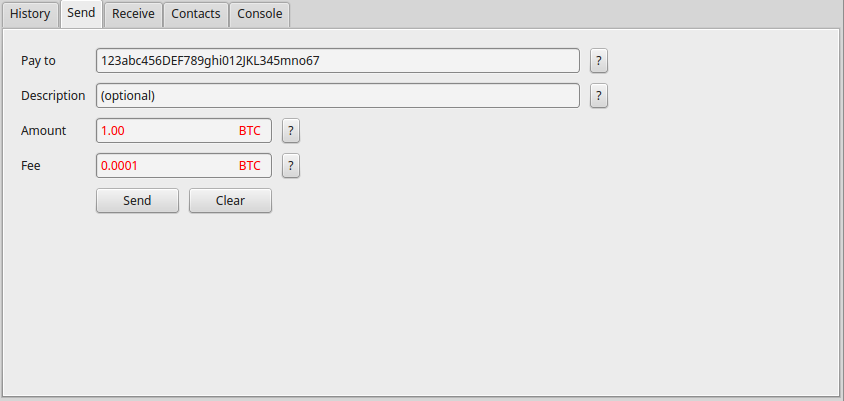 History Send Receive Contacts Console
Pay to 123abc456DEF789ghi012JKL345mno67 ?
Description (optional) ?
Amount 1.00 BTC ?
Fee 0.0001 BTC ?
Send Clear